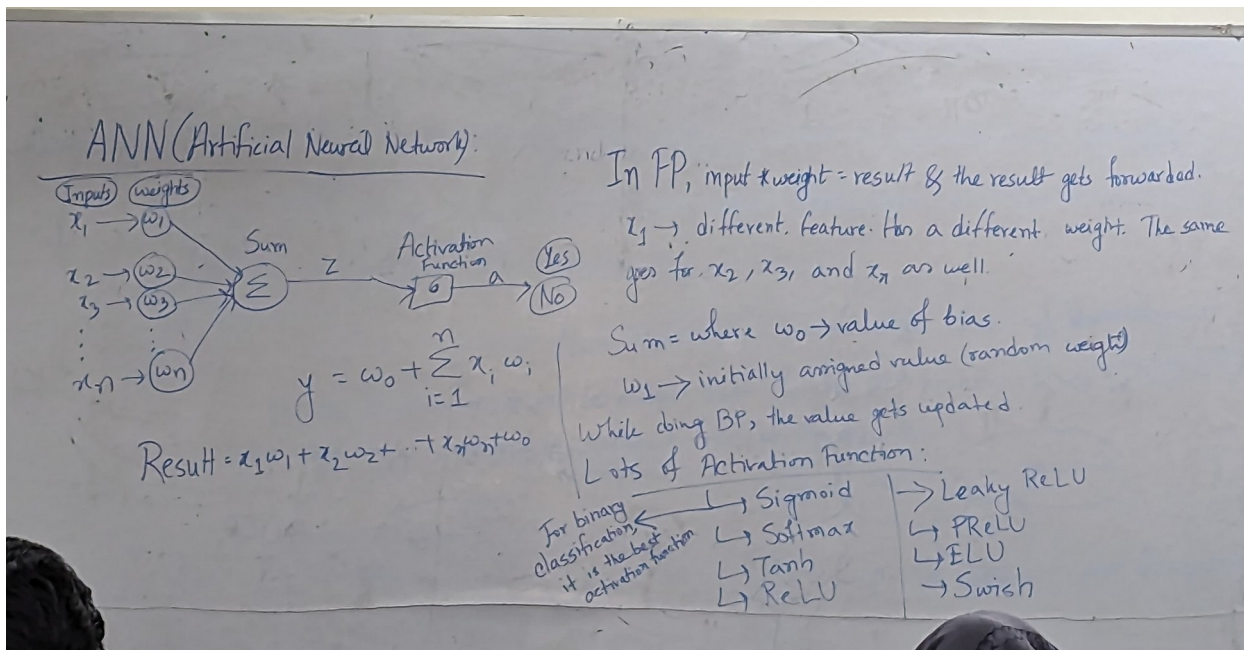 ANN (Artificial Neural Network):
Inputs weights
x₁ → w₁
x₂ → w₂
x₃ → w₃
xₙ → wₙ
Sum
Σ
Z
Activation Function
σ
a
Yes
No
y = w₀ + Σ xᵢ wᵢ
n
i=1
Result = x₁w₁ + x₂w₂ + ... + xₙwₙ + w₀
In FP, input * weight = result & the result gets forwarded.
x₁ → different feature. Has a different weight. The same
goes for x₂, x₃, and xₙ as well.
Sum = where w₀ → value of bias.
w₁ → initially assigned value (random weight)
While doing BP, the value gets updated.
Lots of Activation Function:
↳ Sigmoid
↳ Softmax
↳ Tanh
↳ ReLU
→ Leaky ReLU
↳ PReLU
↳ ELU
→ Swish
For binary
classification,
it is the best
activation function